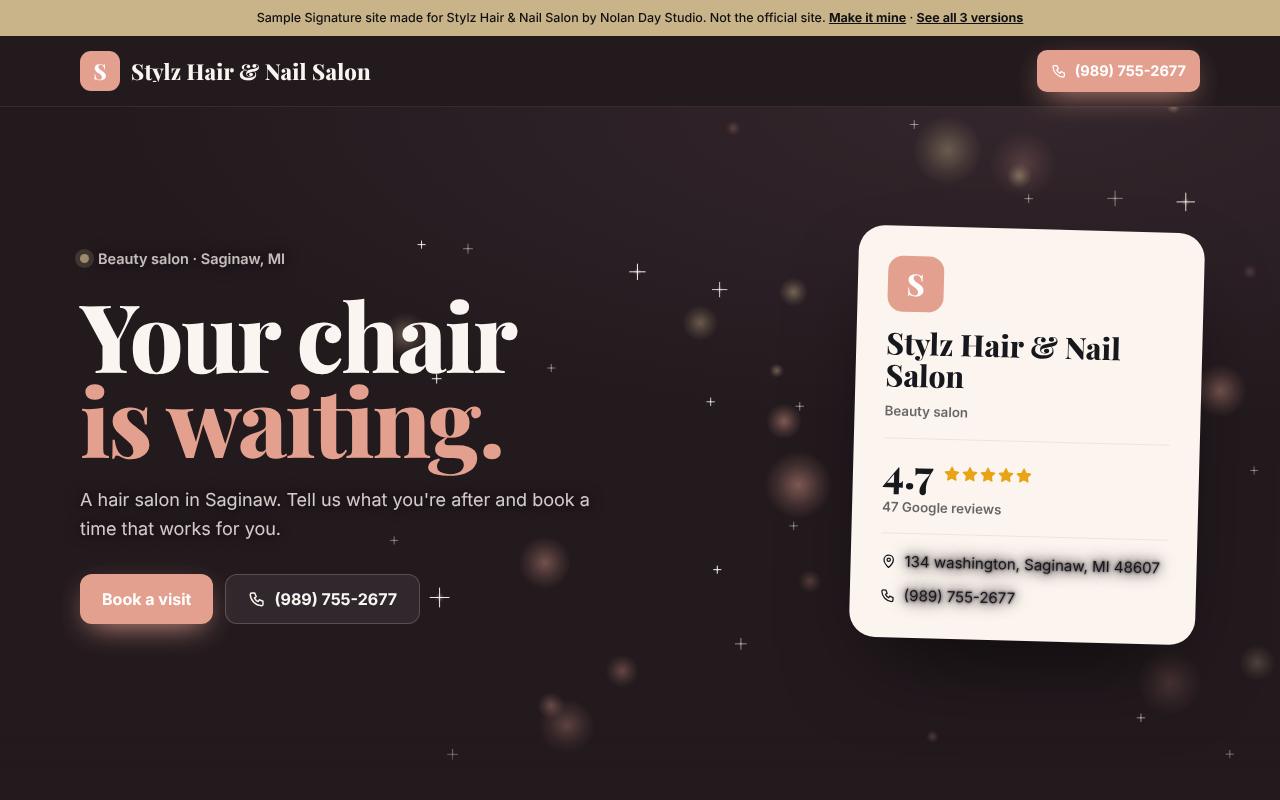 Sample Signature site made for Stylz Hair & Nail Salon by Nolan Day Studio. Not the official site. Make it mine · See all 3 versions
S Stylz Hair & Nail Salon
(989) 755-2677
Beauty salon · Saginaw, MI
Your chair
is waiting.
A hair salon in Saginaw. Tell us what you're after and book a
time that works for you.
Book a visit
(989) 755-2677
S
Stylz Hair & Nail
Salon
Beauty salon
4.7
47 Google reviews
134 washington, Saginaw, MI 48607
(989) 755-2677